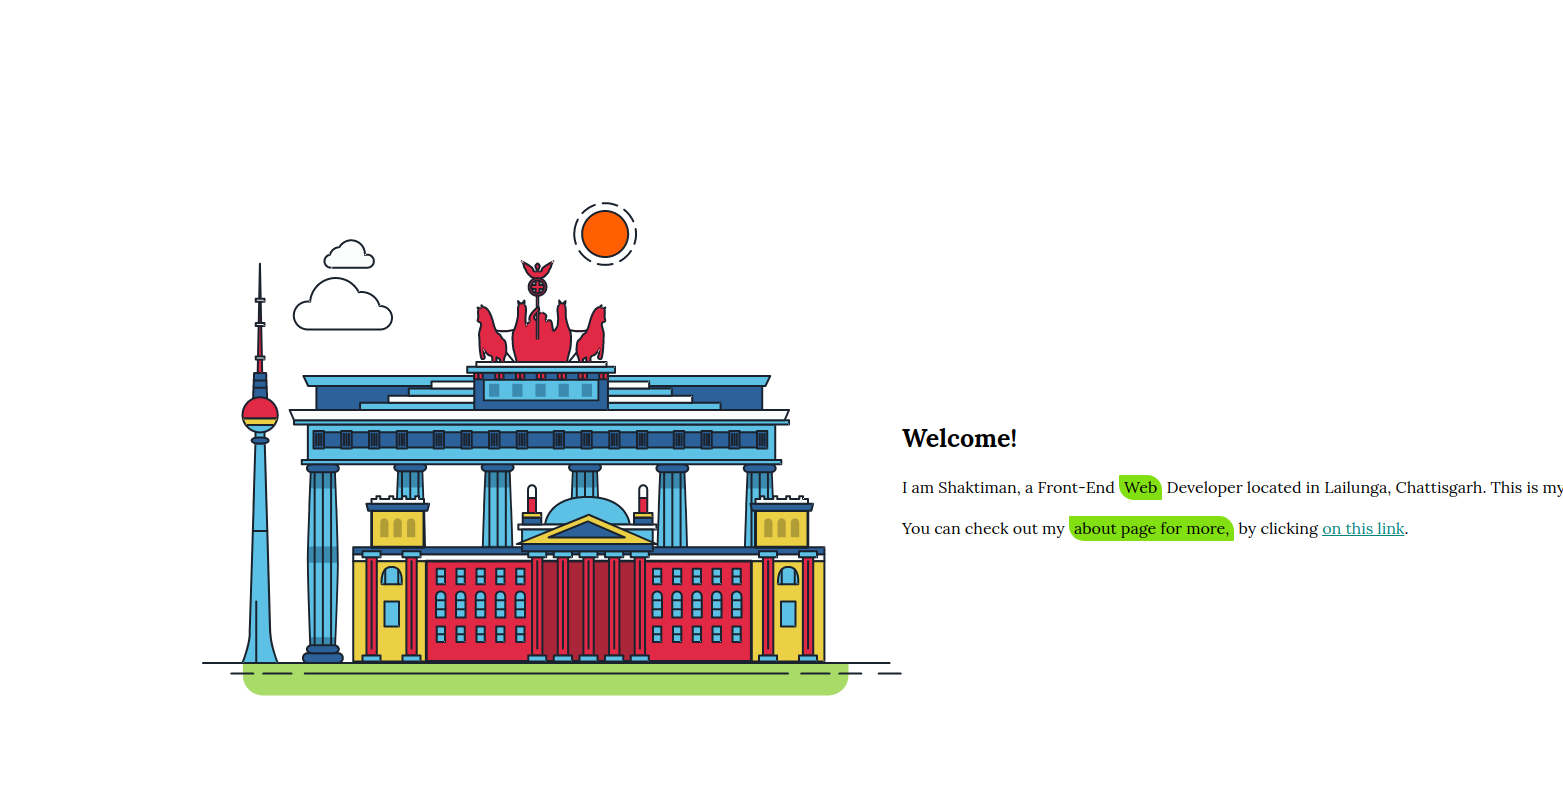 Welcome!
I am Shaktiman, a Front-End Web Developer located in Lailunga, Chattisgarh. This is my
You can check out my about page for more, by clicking on this link.